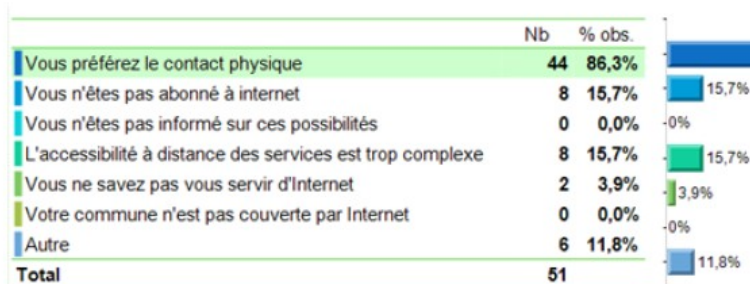 Nb % obs.
Vous préférez le contact physique 44 86,3%
Vous n'êtes pas abonné à internet 8 15,7% 15,7%
Vous n'êtes pas informé sur ces possibilités 0 0,0% 0%
L'accessibilité à distance des services est trop complexe 8 15,7% 15,7%
Vous ne savez pas vous servir d'Internet 2 3,9% 3,9%
Votre commune n'est pas couverte par Internet 0 0,0% 0%
Autre 6 11,8% 11,8%
Total 51